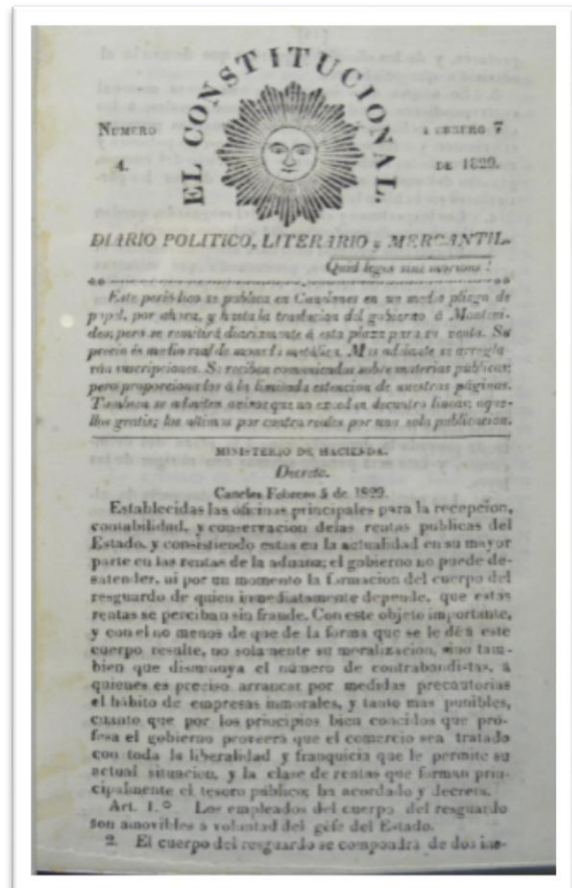 EL CONSTITUCIONAL.
NUMERO 4.
FEBRERO 7 DE 1829.
DIARIO POLITICO, LITERARIO y MERCANTIL.
Quid leges sine moribus?
Este periódico se publica en Canelones en un medio pliego de
papel, por ahora, y hasta la traslacion del gobierno á Montevi-
deo; pero se remitirá diariamente á esta plaza para su venta. Su
precio és medio real de moneda metálica. Mas adelante se arregla
rán suscripciones. Se reciben comunicados sobre materias públicas;
pero proporcionados á la limitada estencion de nuestras páginas.
Tambien se admiten avisos que no excedan de cuatro lineas; aque-
llos gratis; los ultimos por cuatro reales por una sola publicacion.
MINISTERIO DE HACIENDA.
Decreto.
Canelos Febrero 5 de 1829.
Establecidas las oficinas principales para la recepcion,
contabilidad, y conservacion delas rentas publicas del
Estado, y consistiendo estas en la actualidad en su mayor
parte en las rentas de la aduana; el gobierno no puede de-
satender, ni por un momento la formacion del cuerpo del
resguardo de quien inmediatamente depende, que estas
rentas se perciban sin fraude. Con este objeto importante,
y con el no menos de que de la forma que se le dé a este
cuerpo resulte, no solamente su moralizacion, sino tam-
bien que disminuya el número de contrabandistas, á
quienes es preciso arrancar por medidas precautorias
el hábito de empresas inmorales, y tanto mas punibles,
cuanto que por los principios bien concidos que pro-
fesa el gobierno proveerá que el comercio sea tratado
con toda la liberalidad y franquicia que le permite su
actual situacion, y la clase de rentas que forman prin-
cipalmente el tesoro público; ha acordado y decreta.
Art. 1.º Los empleados del cuerpo del resguardo
son amovibles a voluntad del géfe del Estado.
2. El cuerpo del resguardo se compondrá de dos ins-